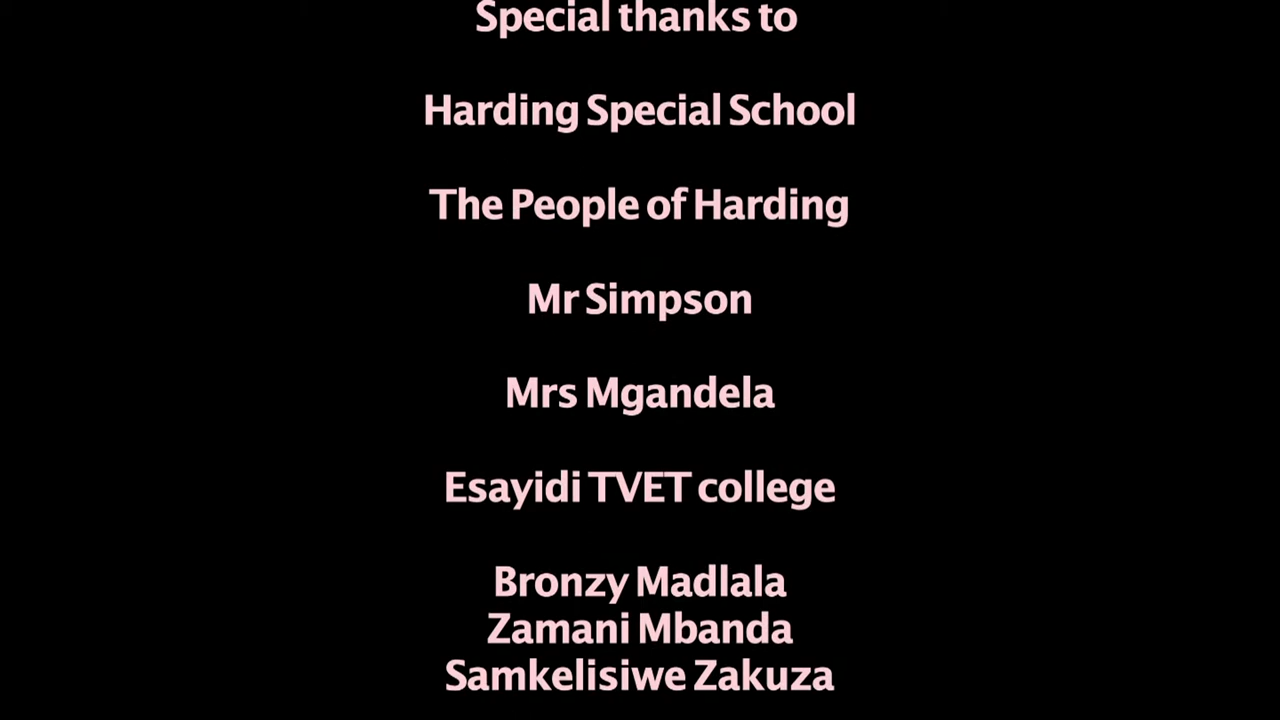 Special thanks to
Harding Special School
The People of Harding
Mr Simpson
Mrs Mgandela
Esayidi TVET college
Bronzy Madlala
Zamani Mbanda
Samkelisiwe Zakuza